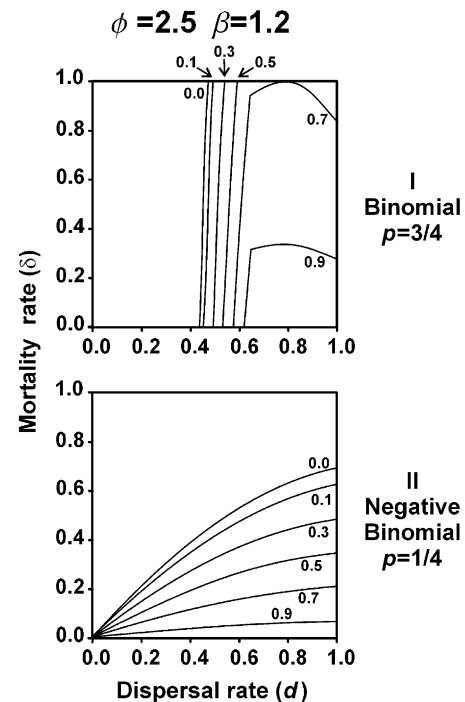 ϕ =2.5 β=1.2
0.3
0.1 0.5
1.0
0.0
0.7
0.8
0.6
0.4
0.9
0.2
0.0
0.0 0.2 0.4 0.6 0.8 1.0
I
Binomial
p=3/4
Mortality rate (δ)
1.0
0.8
0.0
0.6
0.1
0.3
0.4
0.5
0.2
0.7
0.9
0.0
0.0 0.2 0.4 0.6 0.8 1.0
II
Negative
Binomial
p=1/4
Dispersal rate (d)